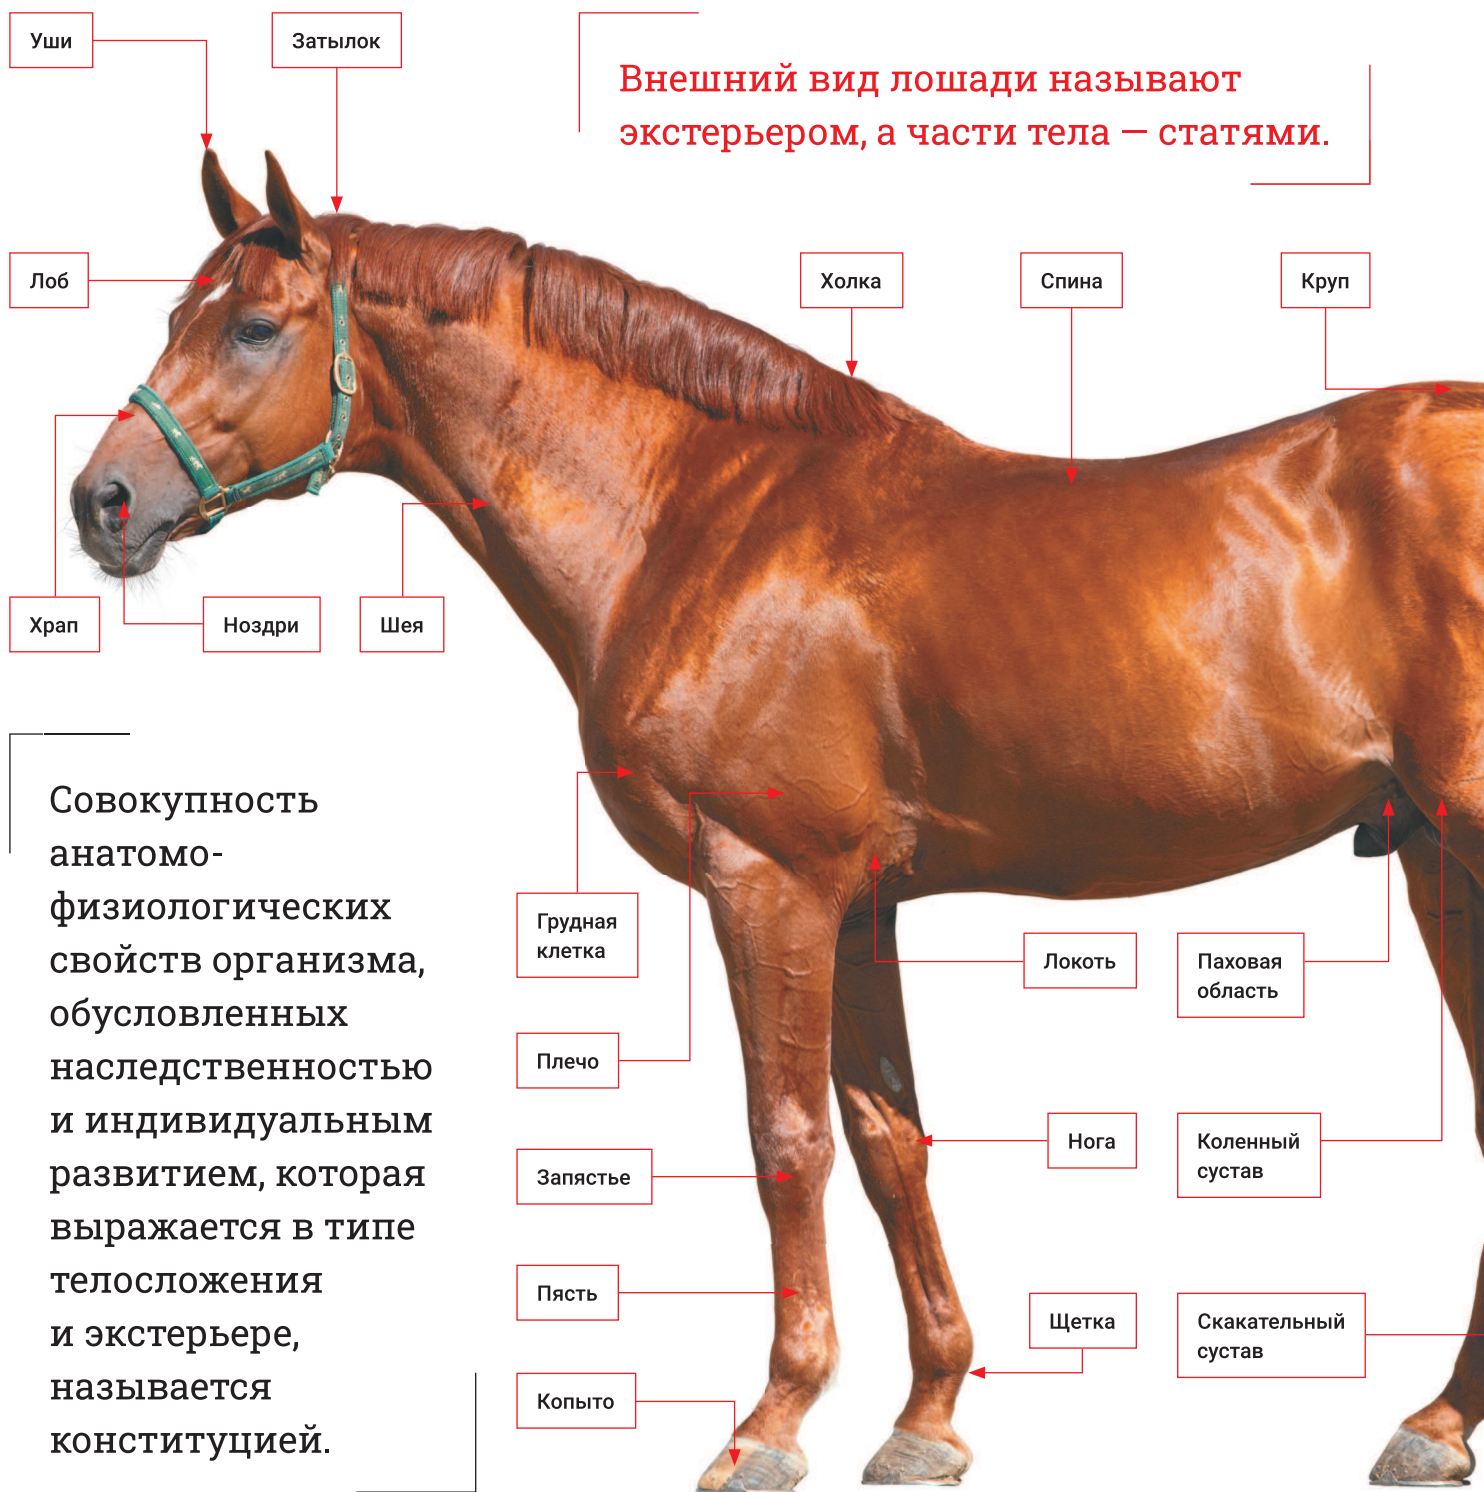 Уши
Затылок
Внешний вид лошади называют
экстерьером, а части тела — статями.
Лоб
Холка
Спина
Круп
Храп
Ноздри
Шея
Совокупность
анатомо-
физиологических
свойств организма,
обусловленных
наследственностью
и индивидуальным
развитием, которая
выражается в типе
телосложения
и экстерьере,
называется
конституцией.
Грудная
клетка
Локоть
Паховая
область
Плечо
Нога
Коленный
сустав
Запястье
Пясть
Щетка
Скакательный
сустав
Копыто